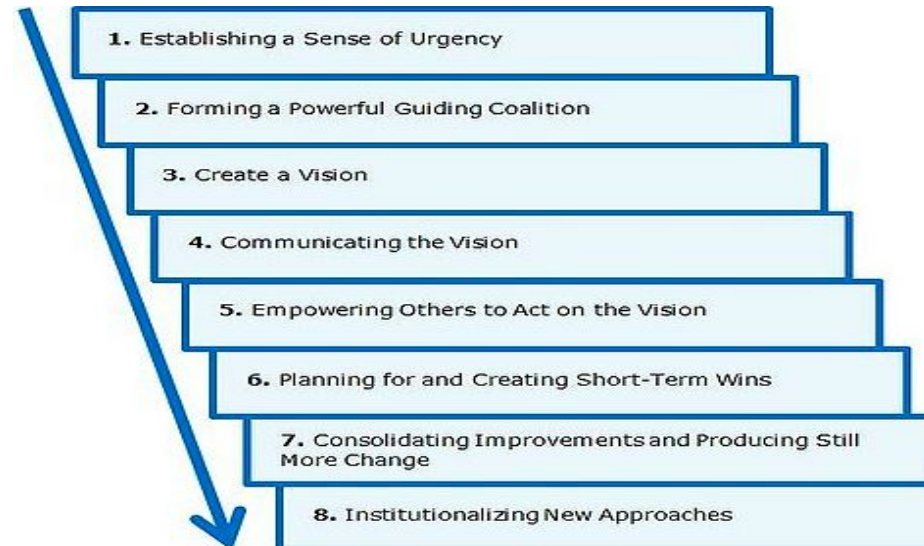 1. Establishing a Sense of Urgency
2. Forming a Powerful Guiding Coalition
3. Create a Vision
4. Communicating the Vision
5. Empowering Others to Act on the Vision
6. Planning for and Creating Short-Term Wins
7. Consolidating Improvements and Producing Still
More Change
8. Institutionalizing New Approaches